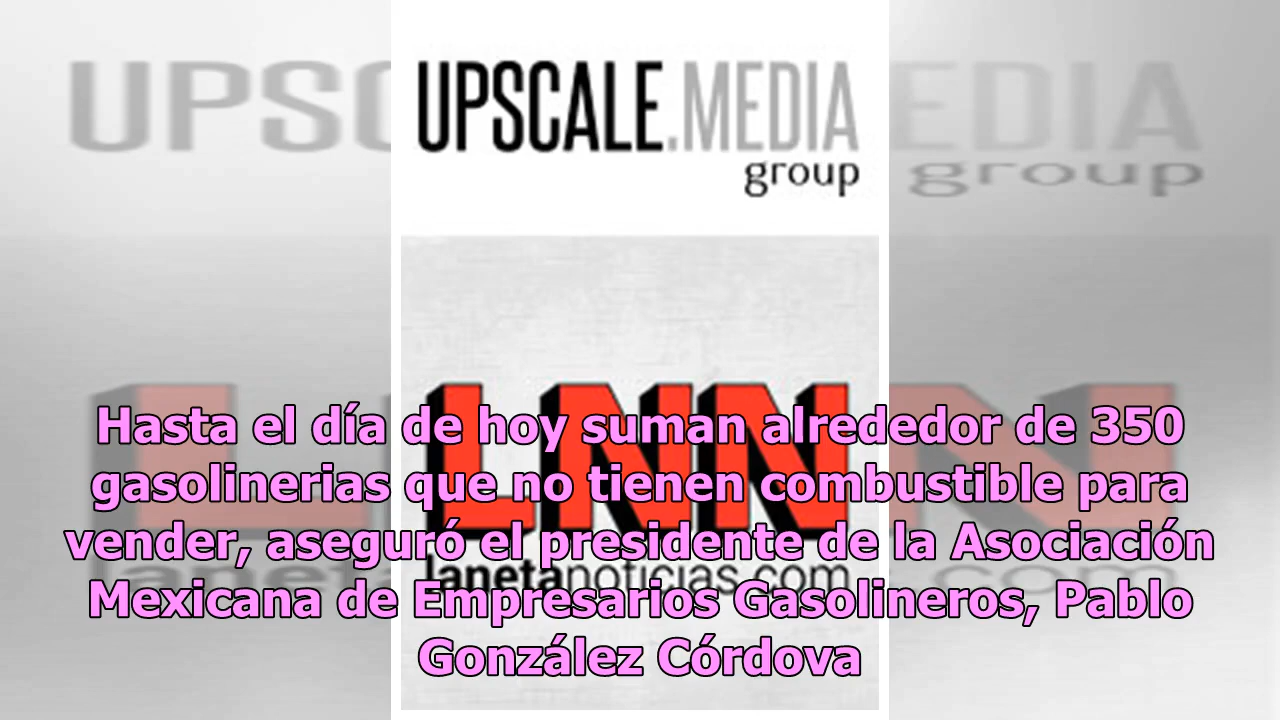 UPSCALE.MEDIA
group
LNN
lanetanoticias.com
Hasta el día de hoy suman alrededor de 350
gasolinerias que no tienen combustible para
vender, aseguró el presidente de la Asociación
Mexicana de Empresarios Gasolineros, Pablo
González Córdova